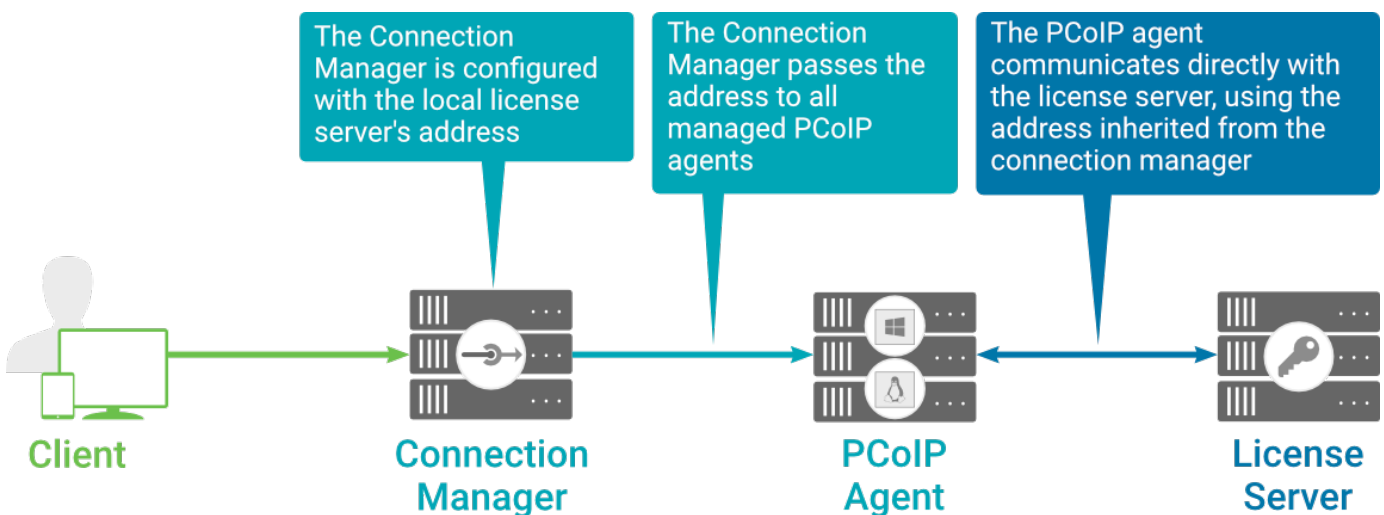 The Connection
Manager is configured
with the local license
server's address
The Connection
Manager passes the
address to all
managed PCoIP
agents
The PCoIP agent
communicates directly with
the license server, using the
address inherited from the
connection manager
Client
Connection
Manager
PCoIP
Agent
License
Server